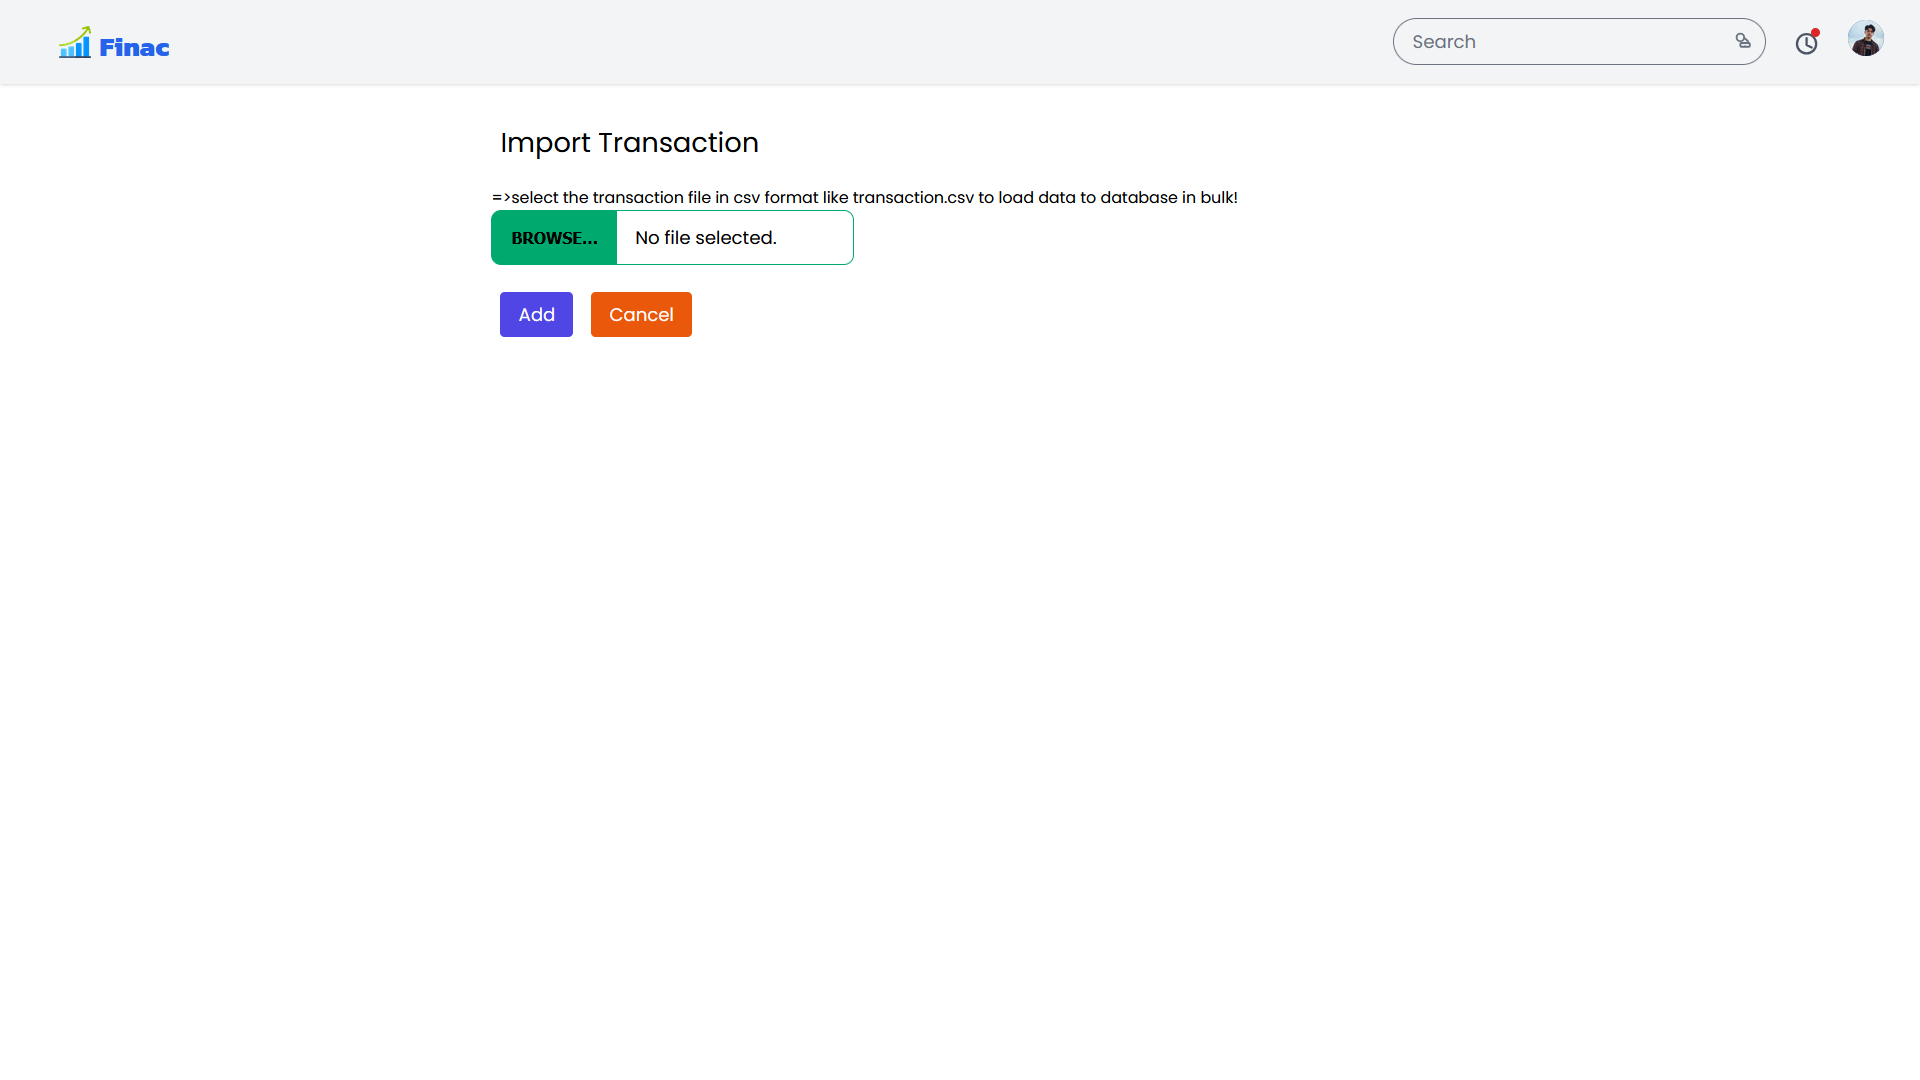 Finac
Search
Import Transaction
=>select the transaction file in csv format like transaction.csv to load data to database in bulk!
BROWSE... No file selected.
Add Cancel